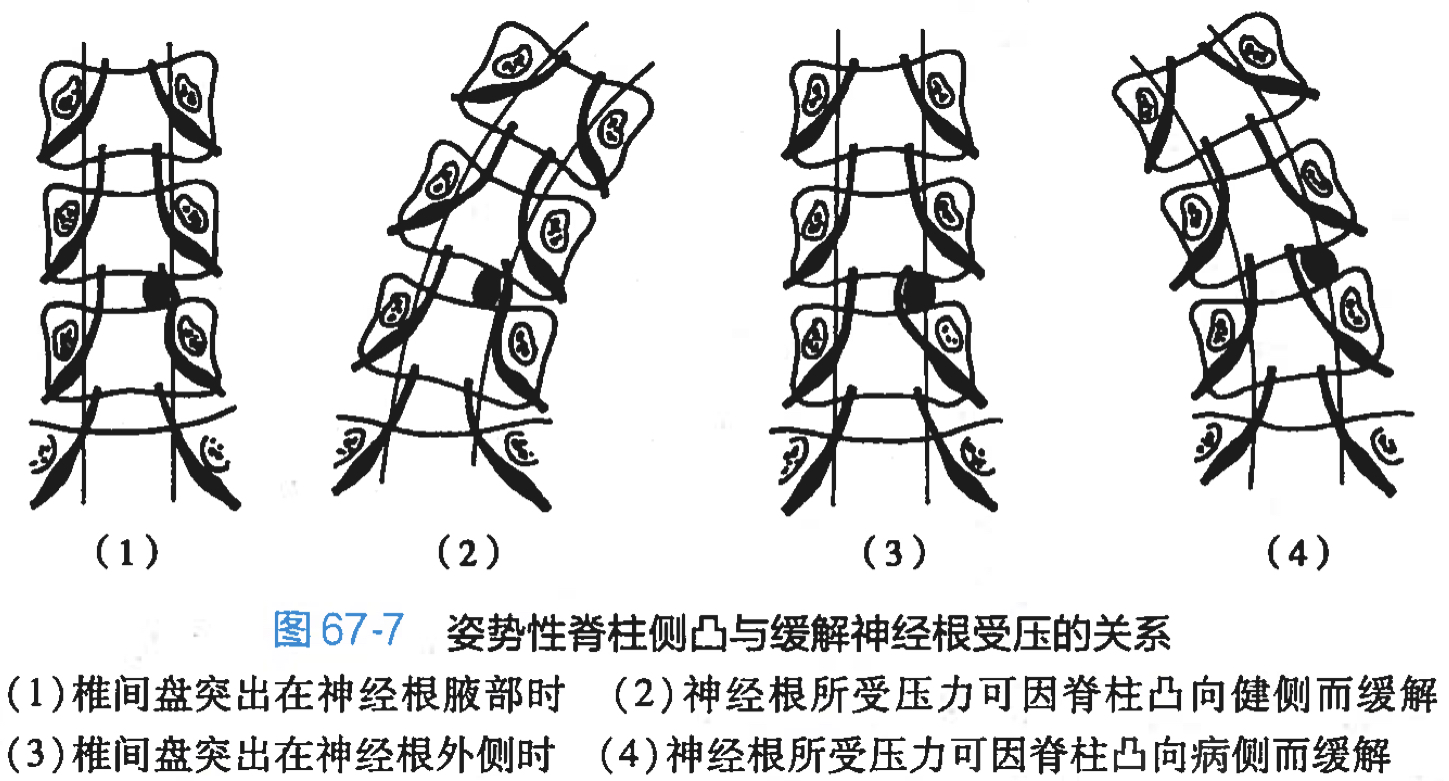 (1) (2) (3) (4)
图 67-7 姿势性脊柱侧凸与缓解神经根受压的关系
(1)椎间盘突出在神经根腋部时 (2)神经根所受压力可因脊柱凸向健侧而缓解
(3)椎间盘突出在神经根外侧时 (4)神经根所受压力可因脊柱凸向病侧而缓解